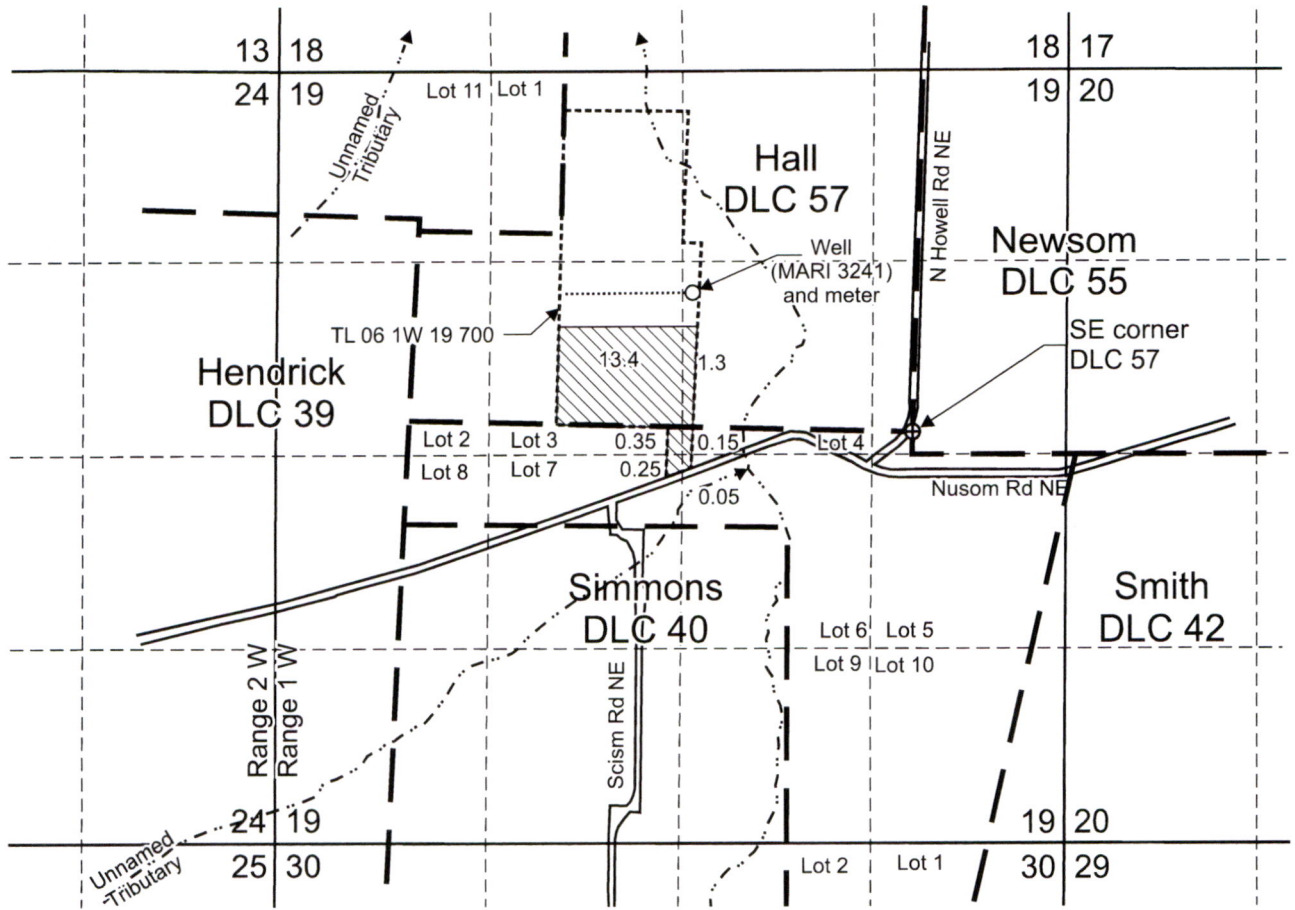 13 18
18 17
24 19
19 20
Lot 11
Lot 1
Unnamed
Tributary
Hall
DLC 57
N Howell Rd NE
Newsom
DLC 55
Well
(MARI 3241)
and meter
TL 06 1W 19 700
SE corner
DLC 57
13.4
1.3
Hendrick
DLC 39
Lot 2
Lot 3
0.35
0.15
Lot 4
Lot 8
Lot 7
0.25
0.05
Nusom Rd NE
Simmons
DLC 40
Smith
DLC 42
Lot 6
Lot 5
Lot 9
Lot 10
Range 2 W
Range 1 W
Scism Rd NE
24 19
19 20
25 30
30 29
Unnamed
Tributary
Lot 2
Lot 1